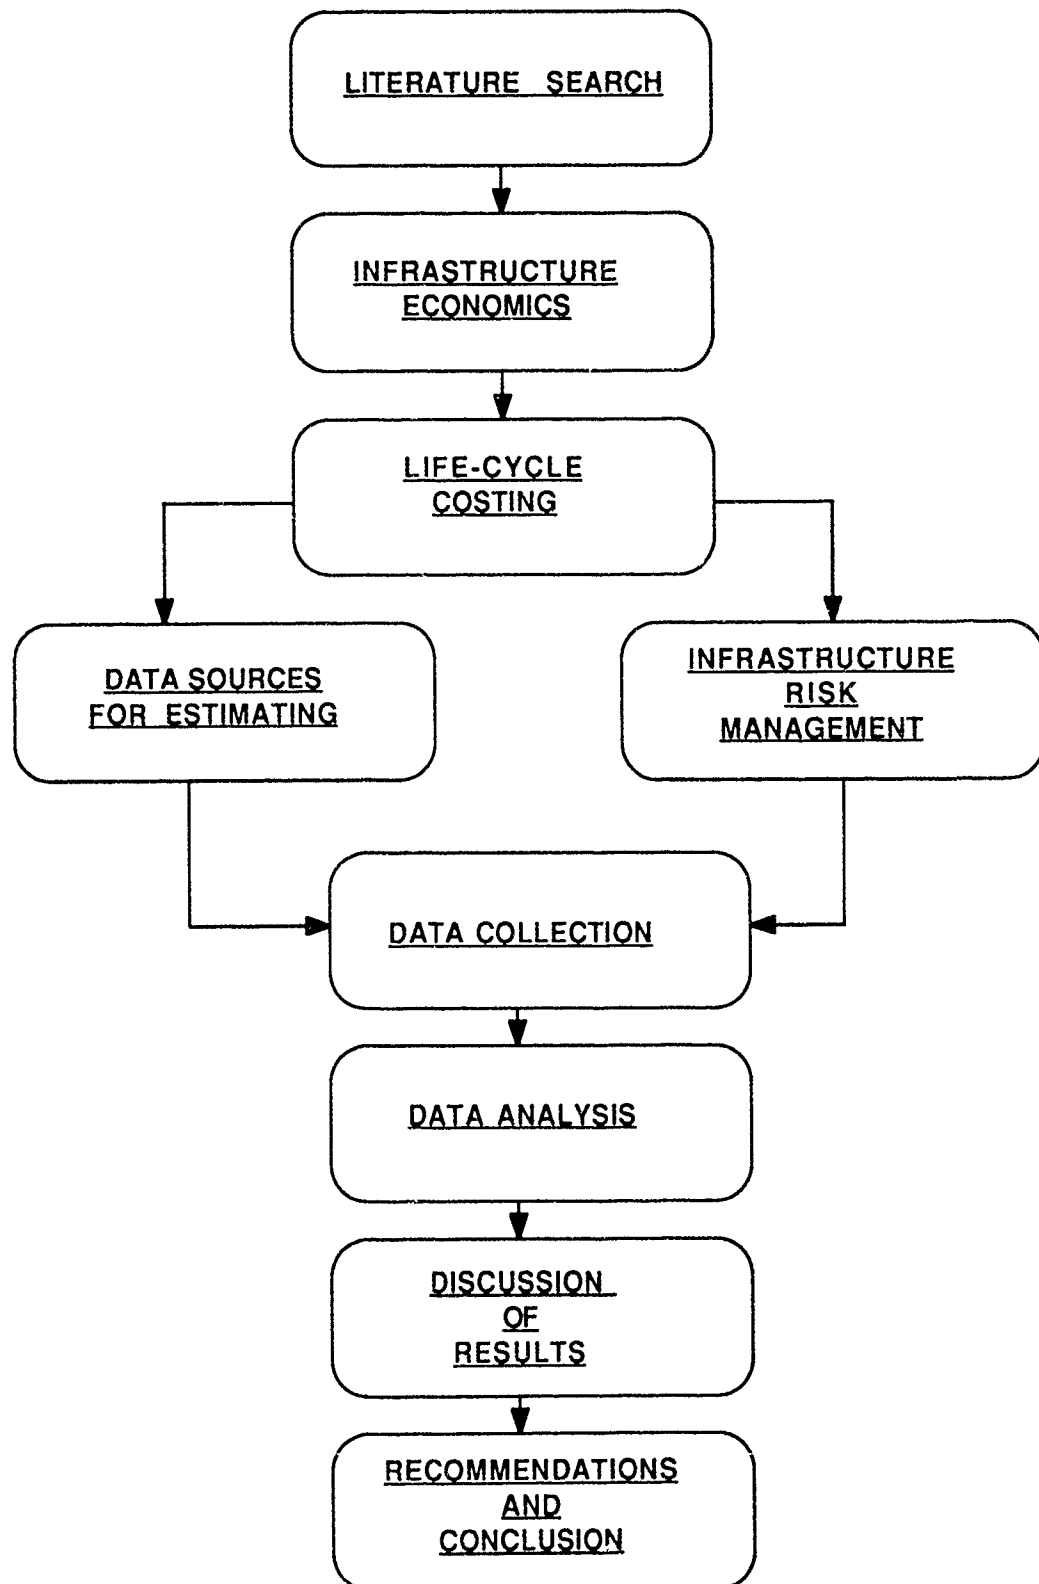 LITERATURE SEARCH
INFRASTRUCTURE
ECONOMICS
LIFE-CYCLE
COSTING
DATA SOURCES
FOR ESTIMATING
INFRASTRUCTURE
RISK
MANAGEMENT
DATA COLLECTION
DATA ANALYSIS
DISCUSSION
OF
RESULTS
RECOMMENDATIONS
AND
CONCLUSION